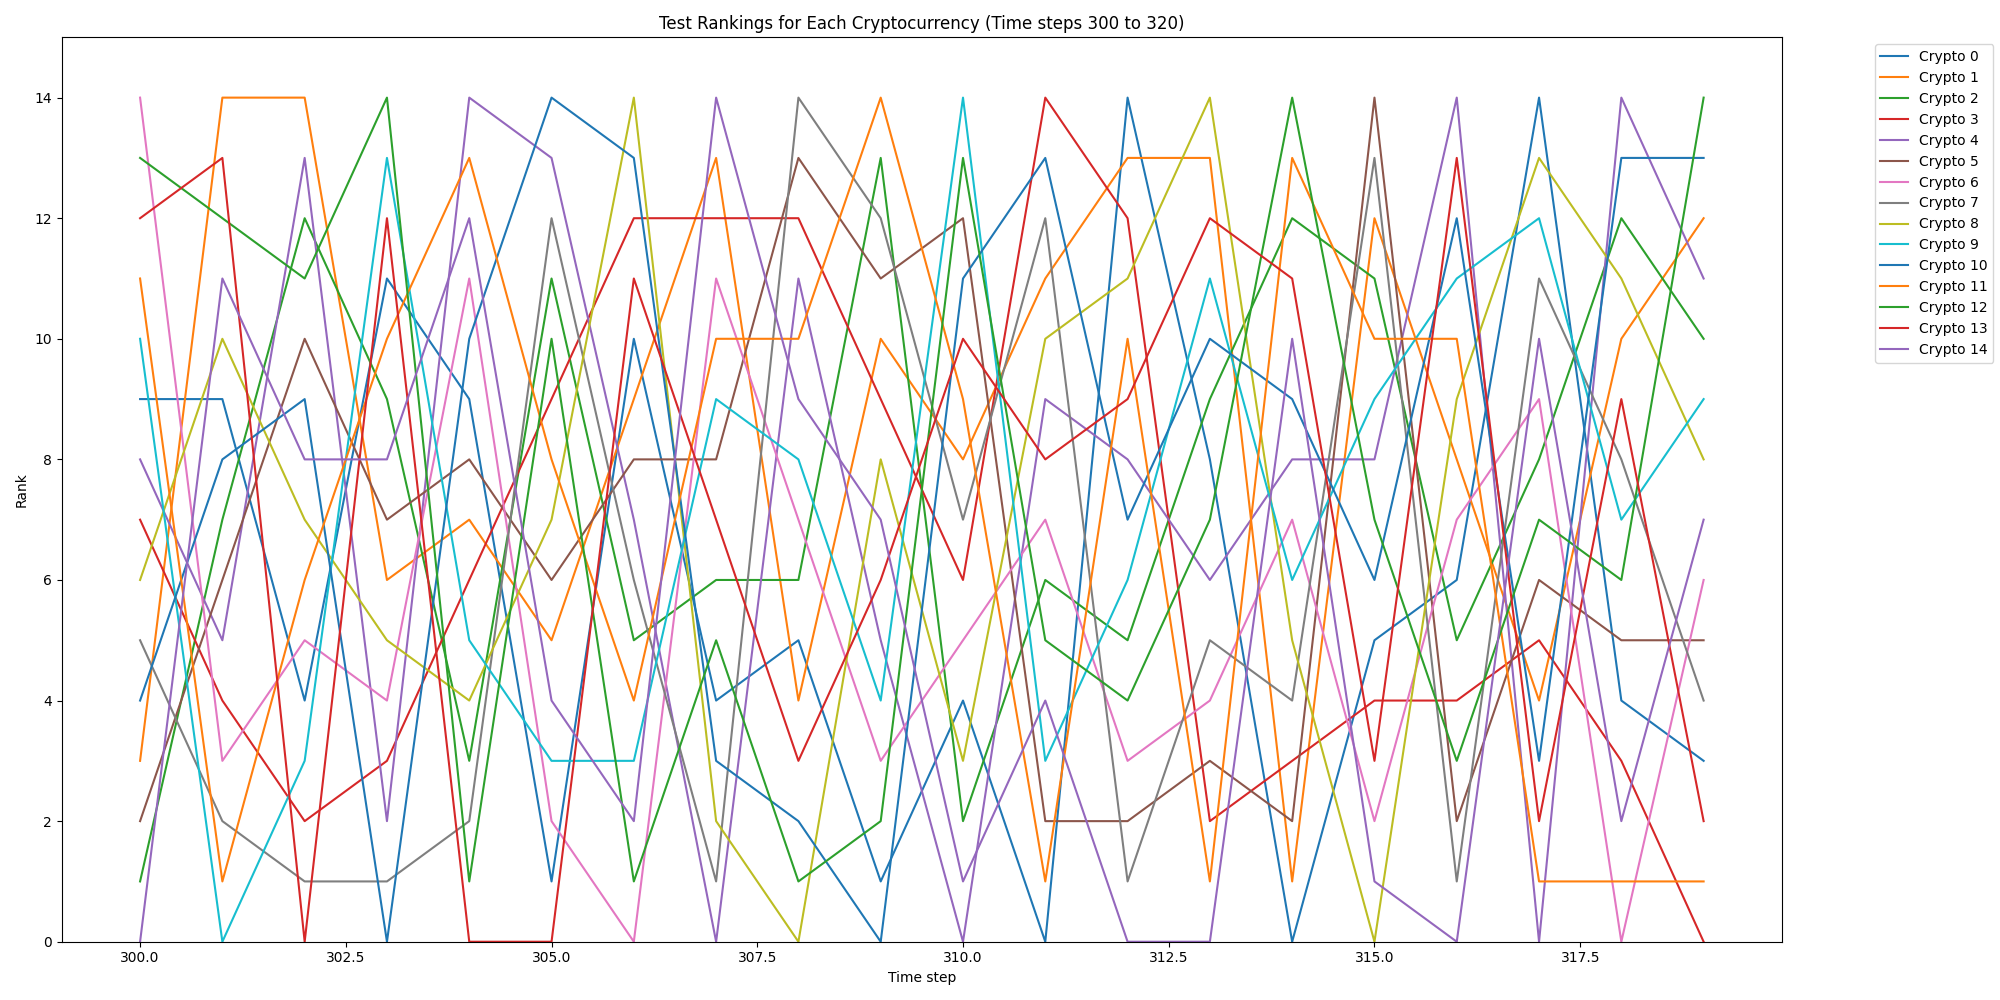 Test Rankings for Each Cryptocurrency (Time steps 300 to 320)
Rank
14
12
10
8
6
4
2
0
300.0
302.5
305.0
307.5
310.0
312.5
315.0
317.5
Time step
Crypto 0
Crypto 1
Crypto 2
Crypto 3
Crypto 4
Crypto 5
Crypto 6
Crypto 7
Crypto 8
Crypto 9
Crypto 10
Crypto 11
Crypto 12
Crypto 13
Crypto 14